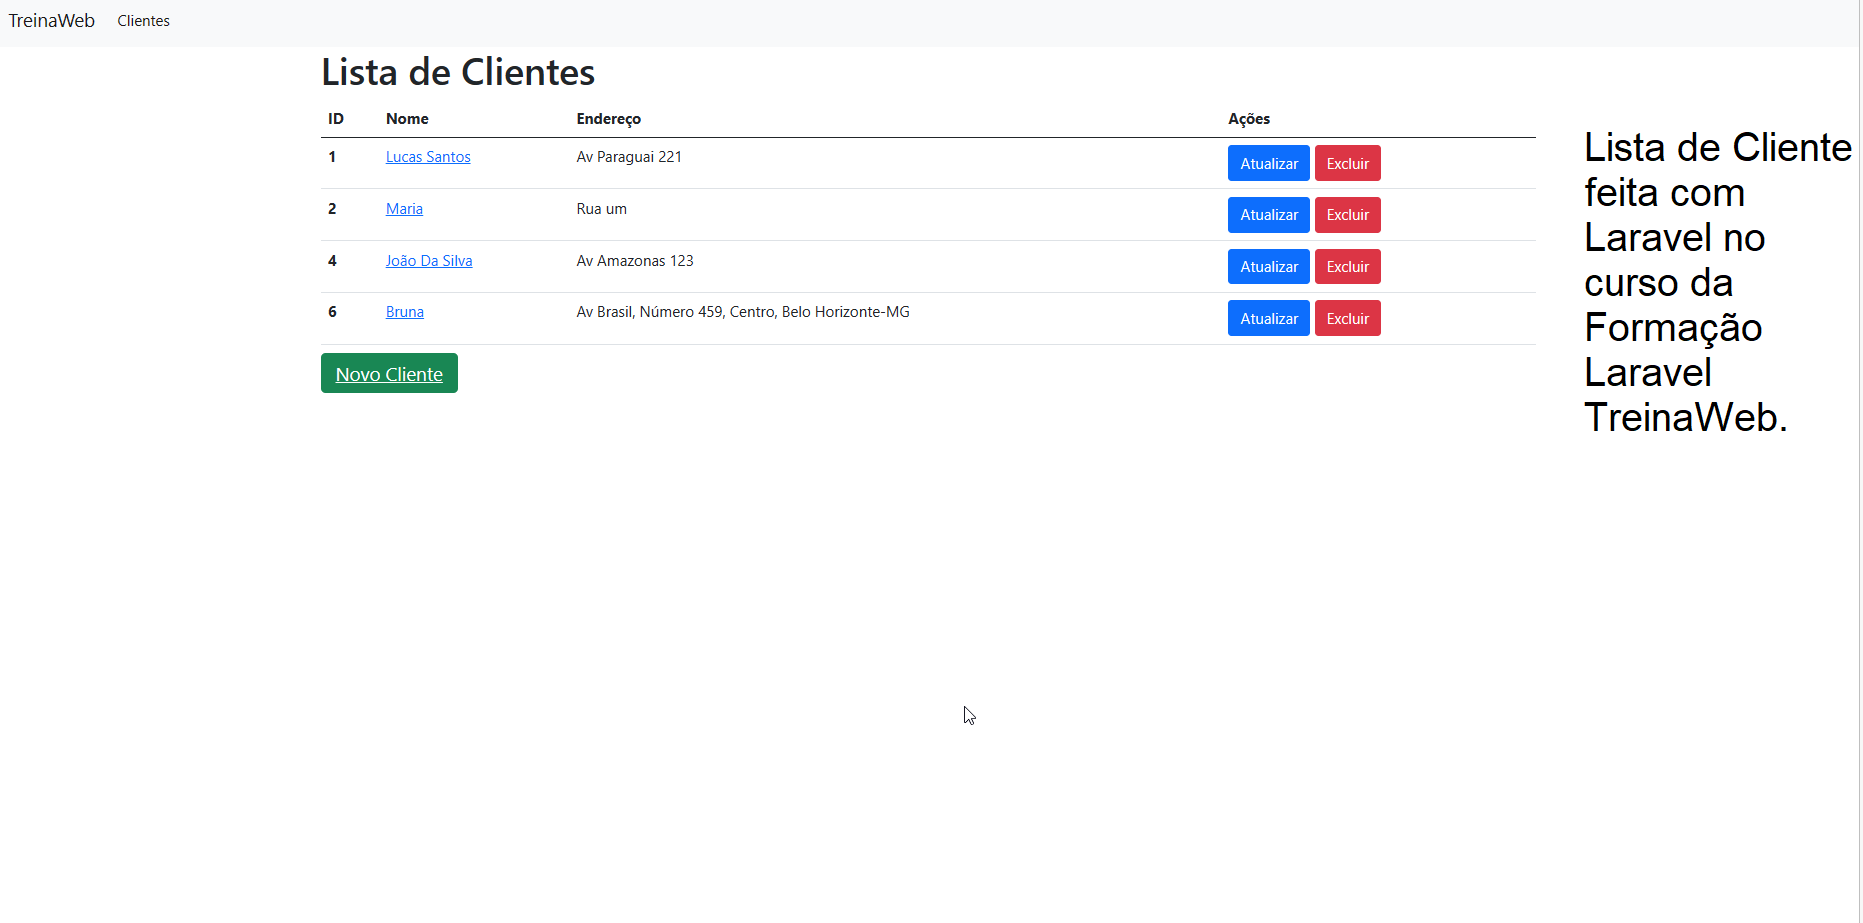 TreinaWeb Clientes
Lista de Clientes
ID Nome Endereço Ações
1 Lucas Santos Av Paraguai 221 Atualizar Excluir
2 Maria Rua um Atualizar Excluir
4 João Da Silva Av Amazonas 123 Atualizar Excluir
6 Bruna Av Brasil, Número 459, Centro, Belo Horizonte-MG Atualizar Excluir
Novo Cliente
Lista de Cliente
feita com
Laravel no
curso da
Formação
Laravel
TreinaWeb.